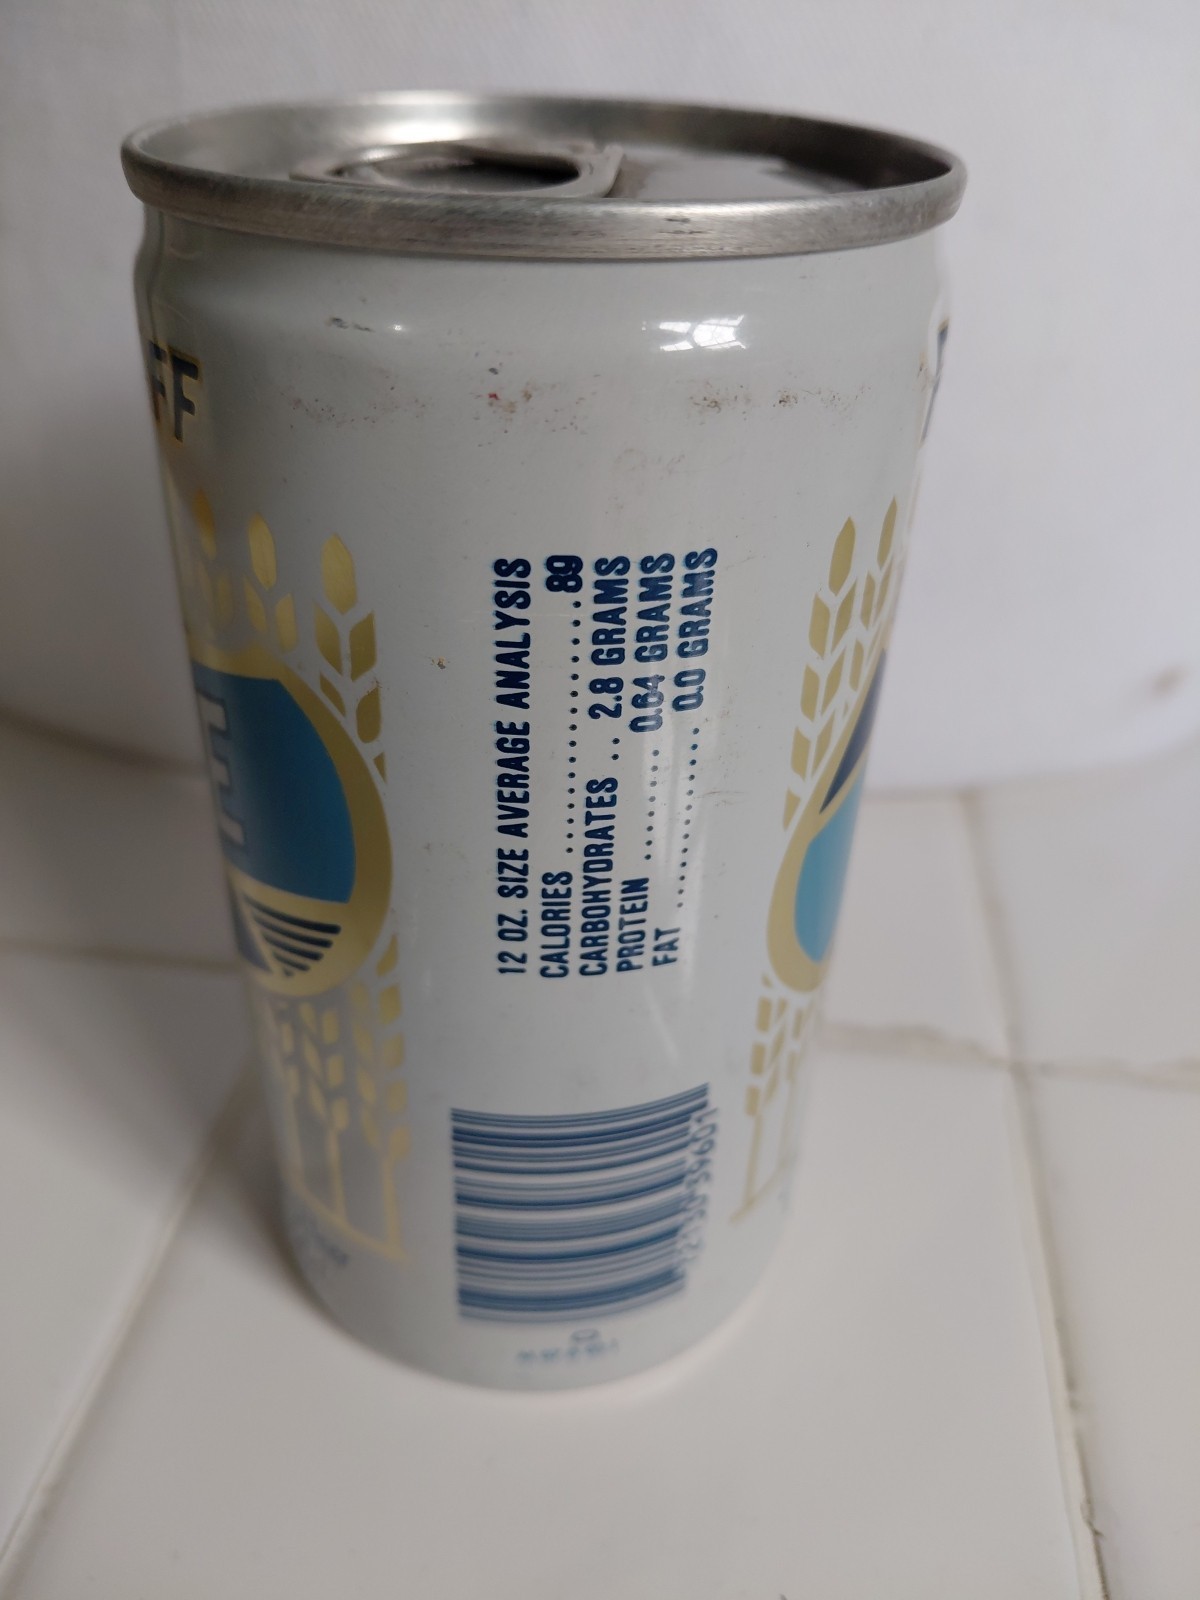 FF
E
12 OZ. SIZE AVERAGE ANALYSIS
CALORIES ....................89
CARBOHYDRATES .. 2.8 GRAMS
PROTEIN ......... 0.64 GRAMS
FAT ............... 0.0 GRAMS